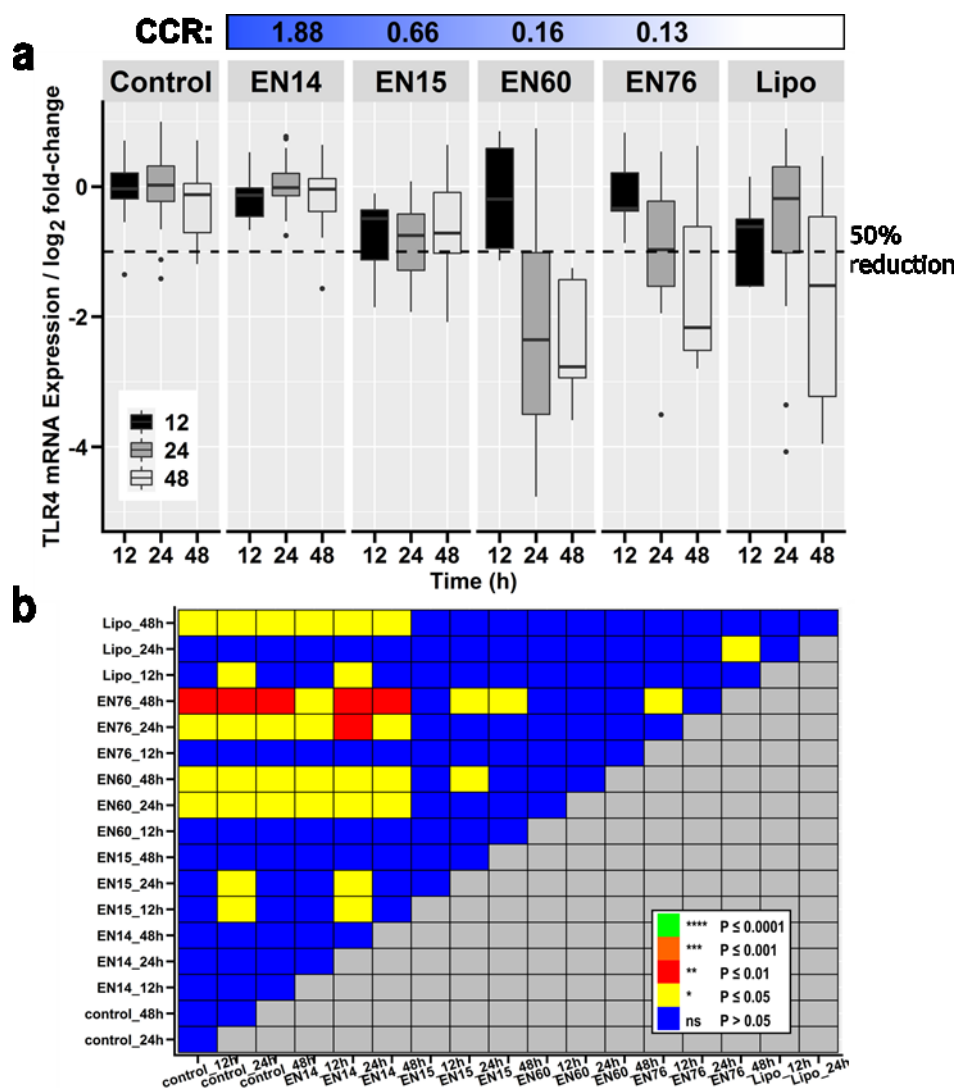 CCR: 1.88 0.66 0.16 0.13
a
Control EN14 EN15 EN60 EN76 Lipo
TLR4 mRNA Expression / log2 fold-change
0
-2
-4
50%
reduction
12
24
48
12 24 48 12 24 48 12 24 48 12 24 48 12 24 48 12 24 48
Time (h)
b
Lipo_48h
Lipo_24h
Lipo_12h
EN76_48h
EN76_24h
EN76_12h
EN60_48h
EN60_24h
EN60_12h
EN15_48h
EN15_24h
EN15_12h
EN14_48h
EN14_24h
EN14_12h
control_48h
control_24h
**** P ≤ 0.0001
*** P ≤ 0.001
** P ≤ 0.01
* P ≤ 0.05
ns P > 0.05
control_12h control_24h control_48h EN14_12h EN14_24h EN14_48h EN15_12h EN15_24h EN15_48h EN60_12h EN60_24h EN60_48h EN76_12h EN76_24h EN76_48h Lipo_12h Lipo_24h